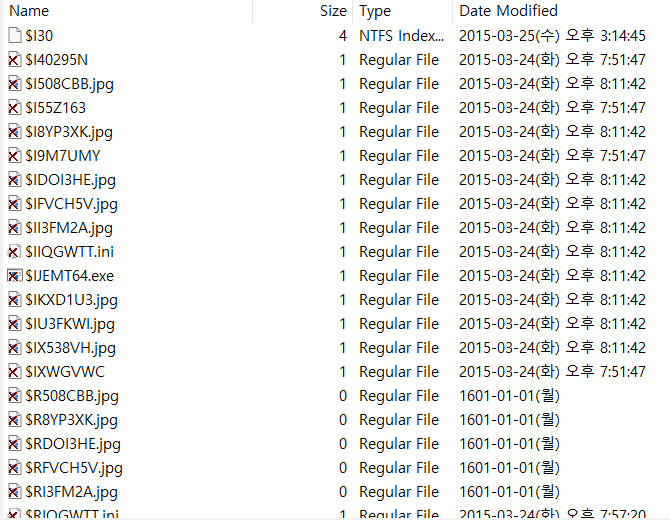 Name Size Type Date Modified
$I30 4 NTFS Index... 2015-03-25(수) 오후 3:14:45
$I40295N 1 Regular File 2015-03-24(화) 오후 7:51:47
$I508CBB.jpg 1 Regular File 2015-03-24(화) 오후 8:11:42
$I55Z163 1 Regular File 2015-03-24(화) 오후 7:51:47
$I8YP3XK.jpg 1 Regular File 2015-03-24(화) 오후 8:11:42
$I9M7UMY 1 Regular File 2015-03-24(화) 오후 7:51:47
$IDOI3HE.jpg 1 Regular File 2015-03-24(화) 오후 8:11:42
$IFVCH5V.jpg 1 Regular File 2015-03-24(화) 오후 8:11:42
$II3FM2A.jpg 1 Regular File 2015-03-24(화) 오후 8:11:42
$IIQGWTT.ini 1 Regular File 2015-03-24(화) 오후 8:11:42
$IJEMT64.exe 1 Regular File 2015-03-24(화) 오후 8:11:42
$IKXD1U3.jpg 1 Regular File 2015-03-24(화) 오후 8:11:42
$IU3FKWI.jpg 1 Regular File 2015-03-24(화) 오후 8:11:42
$IX538VH.jpg 1 Regular File 2015-03-24(화) 오후 8:11:42
$IXWGVWC 1 Regular File 2015-03-24(화) 오후 7:51:47
$R508CBB.jpg 0 Regular File 1601-01-01(월)
$R8YP3XK.jpg 0 Regular File 1601-01-01(월)
$RDOI3HE.jpg 0 Regular File 1601-01-01(월)
$RFVCH5V.jpg 0 Regular File 1601-01-01(월)
$RI3FM2A.jpg 0 Regular File 1601-01-01(월)
$RIQGWTT.ini 1 Regular File 2015-03-24(화) 오후 7:57:20